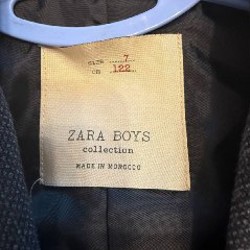 SIZE 7
CM 122
ZARA BOYS
collection
MADE IN MOROCCO